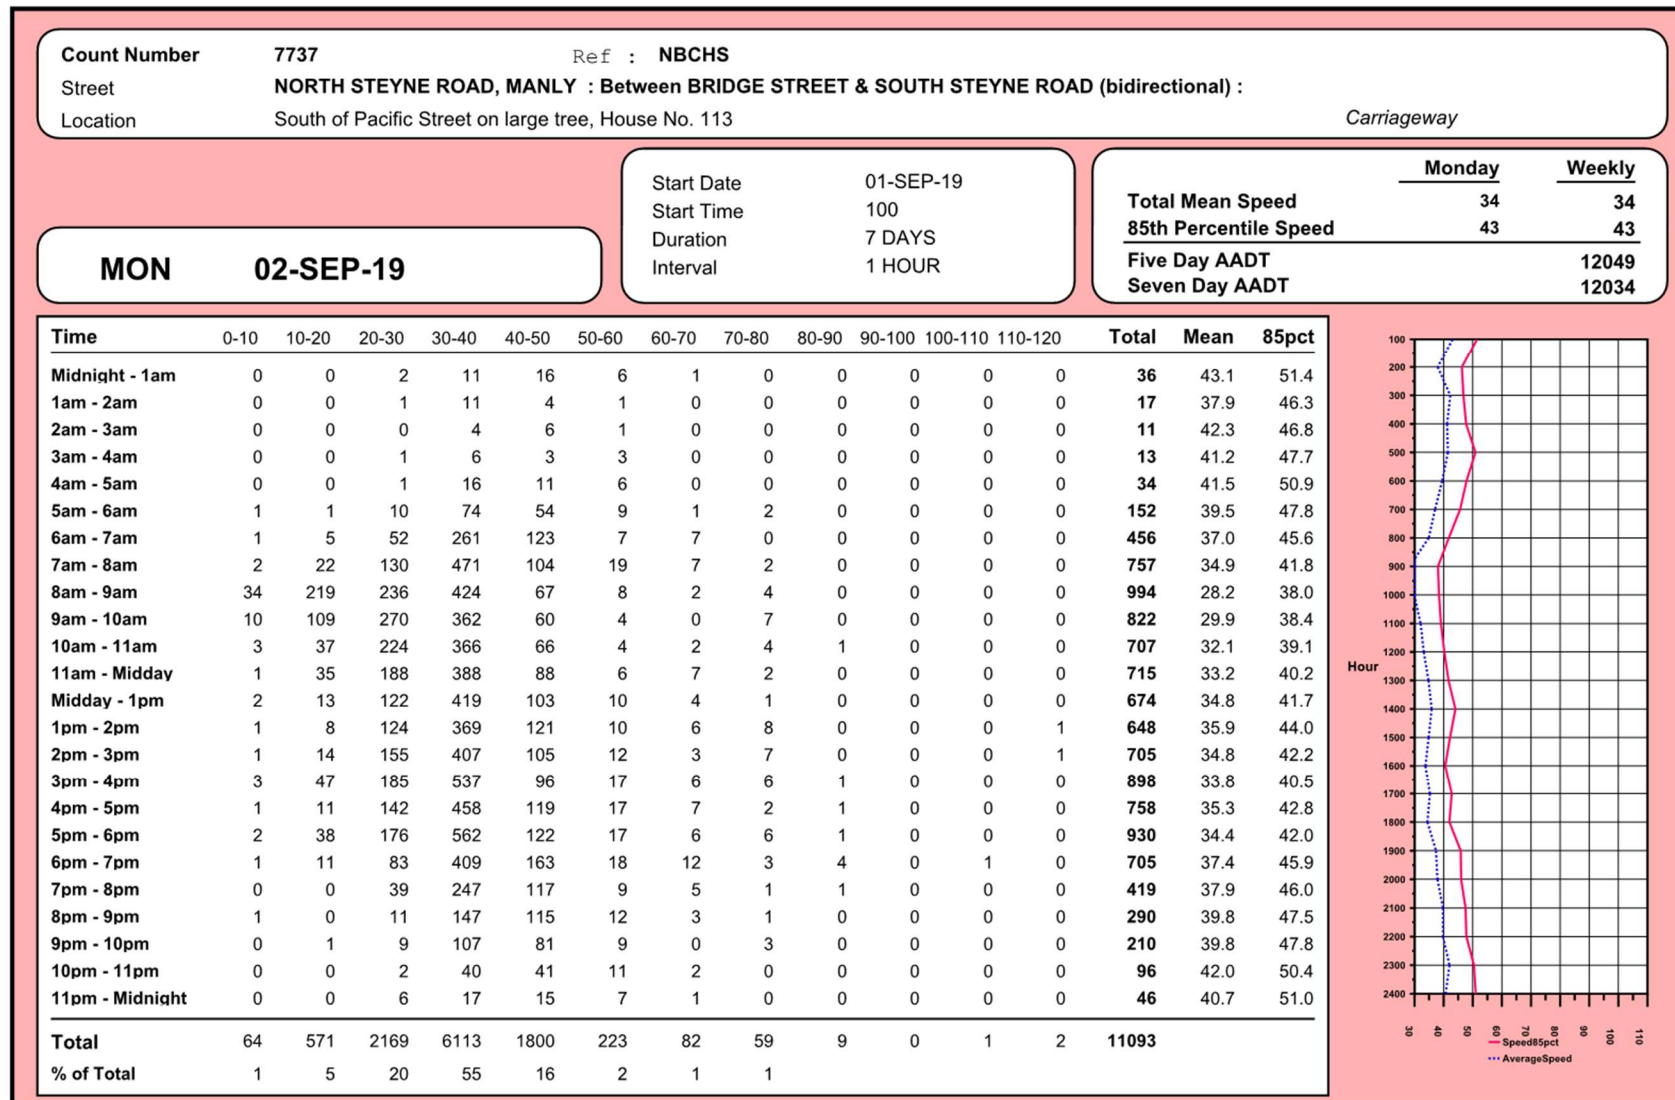 Count Number 7737 Ref : NBCHS
Street NORTH STEYNE ROAD, MANLY : Between BRIDGE STREET & SOUTH STEYNE ROAD (bidirectional) :
Location South of Pacific Street on large tree, House No. 113 Carriageway
MON 02-SEP-19
Start Date 01-SEP-19
Start Time 100
Duration 7 DAYS
Interval 1 HOUR
Monday Weekly
Total Mean Speed 34 34
85th Percentile Speed 43 43
Five Day AADT 12049
Seven Day AADT 12034
Time 0-10 10-20 20-30 30-40 40-50 50-60 60-70 70-80 80-90 90-100 100-110 110-120 Total Mean 85pct
Midnight - 1am 0 0 2 11 16 6 1 0 0 0 0 0 36 43.1 51.4
1am - 2am 0 0 1 11 4 1 0 0 0 0 0 0 17 37.9 46.3
2am - 3am 0 0 0 4 6 1 0 0 0 0 0 0 11 42.3 46.8
3am - 4am 0 0 1 6 3 3 0 0 0 0 0 0 13 41.2 47.7
4am - 5am 0 0 1 16 11 6 0 0 0 0 0 0 34 41.5 50.9
5am - 6am 1 1 10 74 54 9 1 2 0 0 0 0 152 39.5 47.8
6am - 7am 1 5 52 261 123 7 7 0 0 0 0 0 456 37.0 45.6
7am - 8am 2 22 130 471 104 19 7 2 0 0 0 0 757 34.9 41.8
8am - 9am 34 219 236 424 67 8 2 4 0 0 0 0 994 28.2 38.0
9am - 10am 10 109 270 362 60 4 0 7 0 0 0 0 822 29.9 38.4
10am - 11am 3 37 224 366 66 4 2 4 1 0 0 0 707 32.1 39.1
11am - Midday 1 35 188 388 88 6 7 2 0 0 0 0 715 33.2 40.2
Midday - 1pm 2 13 122 419 103 10 4 1 0 0 0 0 674 34.8 41.7
1pm - 2pm 1 8 124 369 121 10 6 8 0 0 0 1 648 35.9 44.0
2pm - 3pm 1 14 155 407 105 12 3 7 0 0 0 1 705 34.8 42.2
3pm - 4pm 3 47 185 537 96 17 6 6 1 0 0 0 898 33.8 40.5
4pm - 5pm 1 11 142 458 119 17 7 2 1 0 0 0 758 35.3 42.8
5pm - 6pm 2 38 176 562 122 17 6 6 1 0 0 0 930 34.4 42.0
6pm - 7pm 1 11 83 409 163 18 12 3 4 0 1 0 705 37.4 45.9
7pm - 8pm 0 0 39 247 117 9 5 1 1 0 0 0 419 37.9 46.0
8pm - 9pm 1 0 11 147 115 12 3 1 0 0 0 0 290 39.8 47.5
9pm - 10pm 0 1 9 107 81 9 0 3 0 0 0 0 210 39.8 47.8
10pm - 11pm 0 0 2 40 41 11 2 0 0 0 0 0 96 42.0 50.4
11pm - Midnight 0 0 6 17 15 7 1 0 0 0 0 0 46 40.7 51.0
Total 64 571 2169 6113 1800 223 82 59 9 0 1 2 11093
% of Total 1 5 20 55 16 2 1 1
100
200
300
400
500
600
700
800
900
1000
1100
1200
Hour
1300
1400
1500
1600
1700
1800
1900
2000
2100
2200
2300
2400
30 40 50 60 70 80 90 100 110
Speed85pct
AverageSpeed